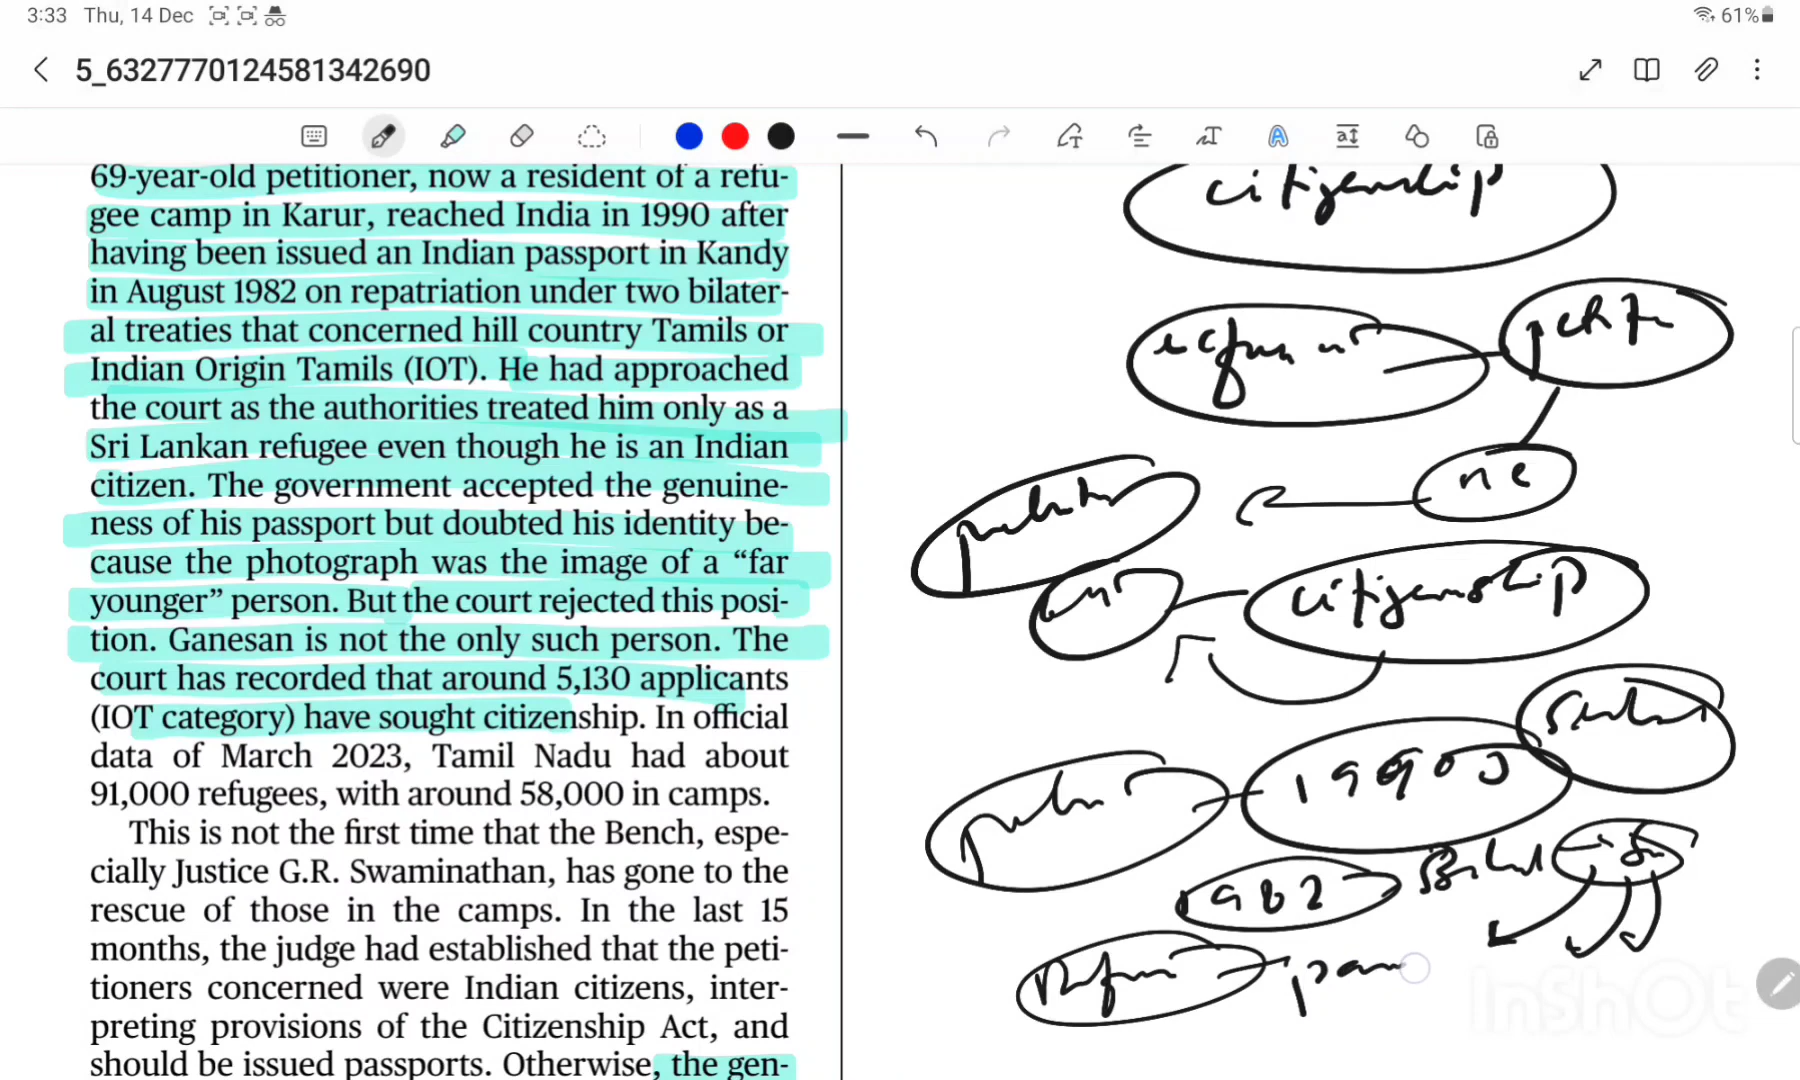 3:33 Thu, 14 Dec
61%
5_6327770124581342690
69-year-old petitioner, now a resident of a refu-
gee camp in Karur, reached India in 1990 after
having been issued an Indian passport in Kandy
in August 1982 on repatriation under two bilater-
al treaties that concerned hill country Tamils or
Indian Origin Tamils (IOT). He had approached
the court as the authorities treated him only as a
Sri Lankan refugee even though he is an Indian
citizen. The government accepted the genuine-
ness of his passport but doubted his identity be-
cause the photograph was the image of a “far
younger” person. But the court rejected this posi-
tion. Ganesan is not the only such person. The
court has recorded that around 5,130 applicants
(IOT category) have sought citizenship. In official
data of March 2023, Tamil Nadu had about
91,000 refugees, with around 58,000 in camps.
This is not the first time that the Bench, espe-
cially Justice G.R. Swaminathan, has gone to the
rescue of those in the camps. In the last 15
months, the judge had established that the peti-
tioners concerned were Indian citizens, inter-
preting provisions of the Citizenship Act, and
should be issued passports. Otherwise, the gen-
citizenship
citizenship
1982
InShOt